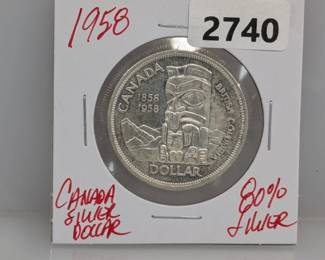 1958
2740
CANADA
BRITISH COLUMBIA
1858
1958
DOLLAR
CANADA
SILVER
DOLLAR
80%
SILVER